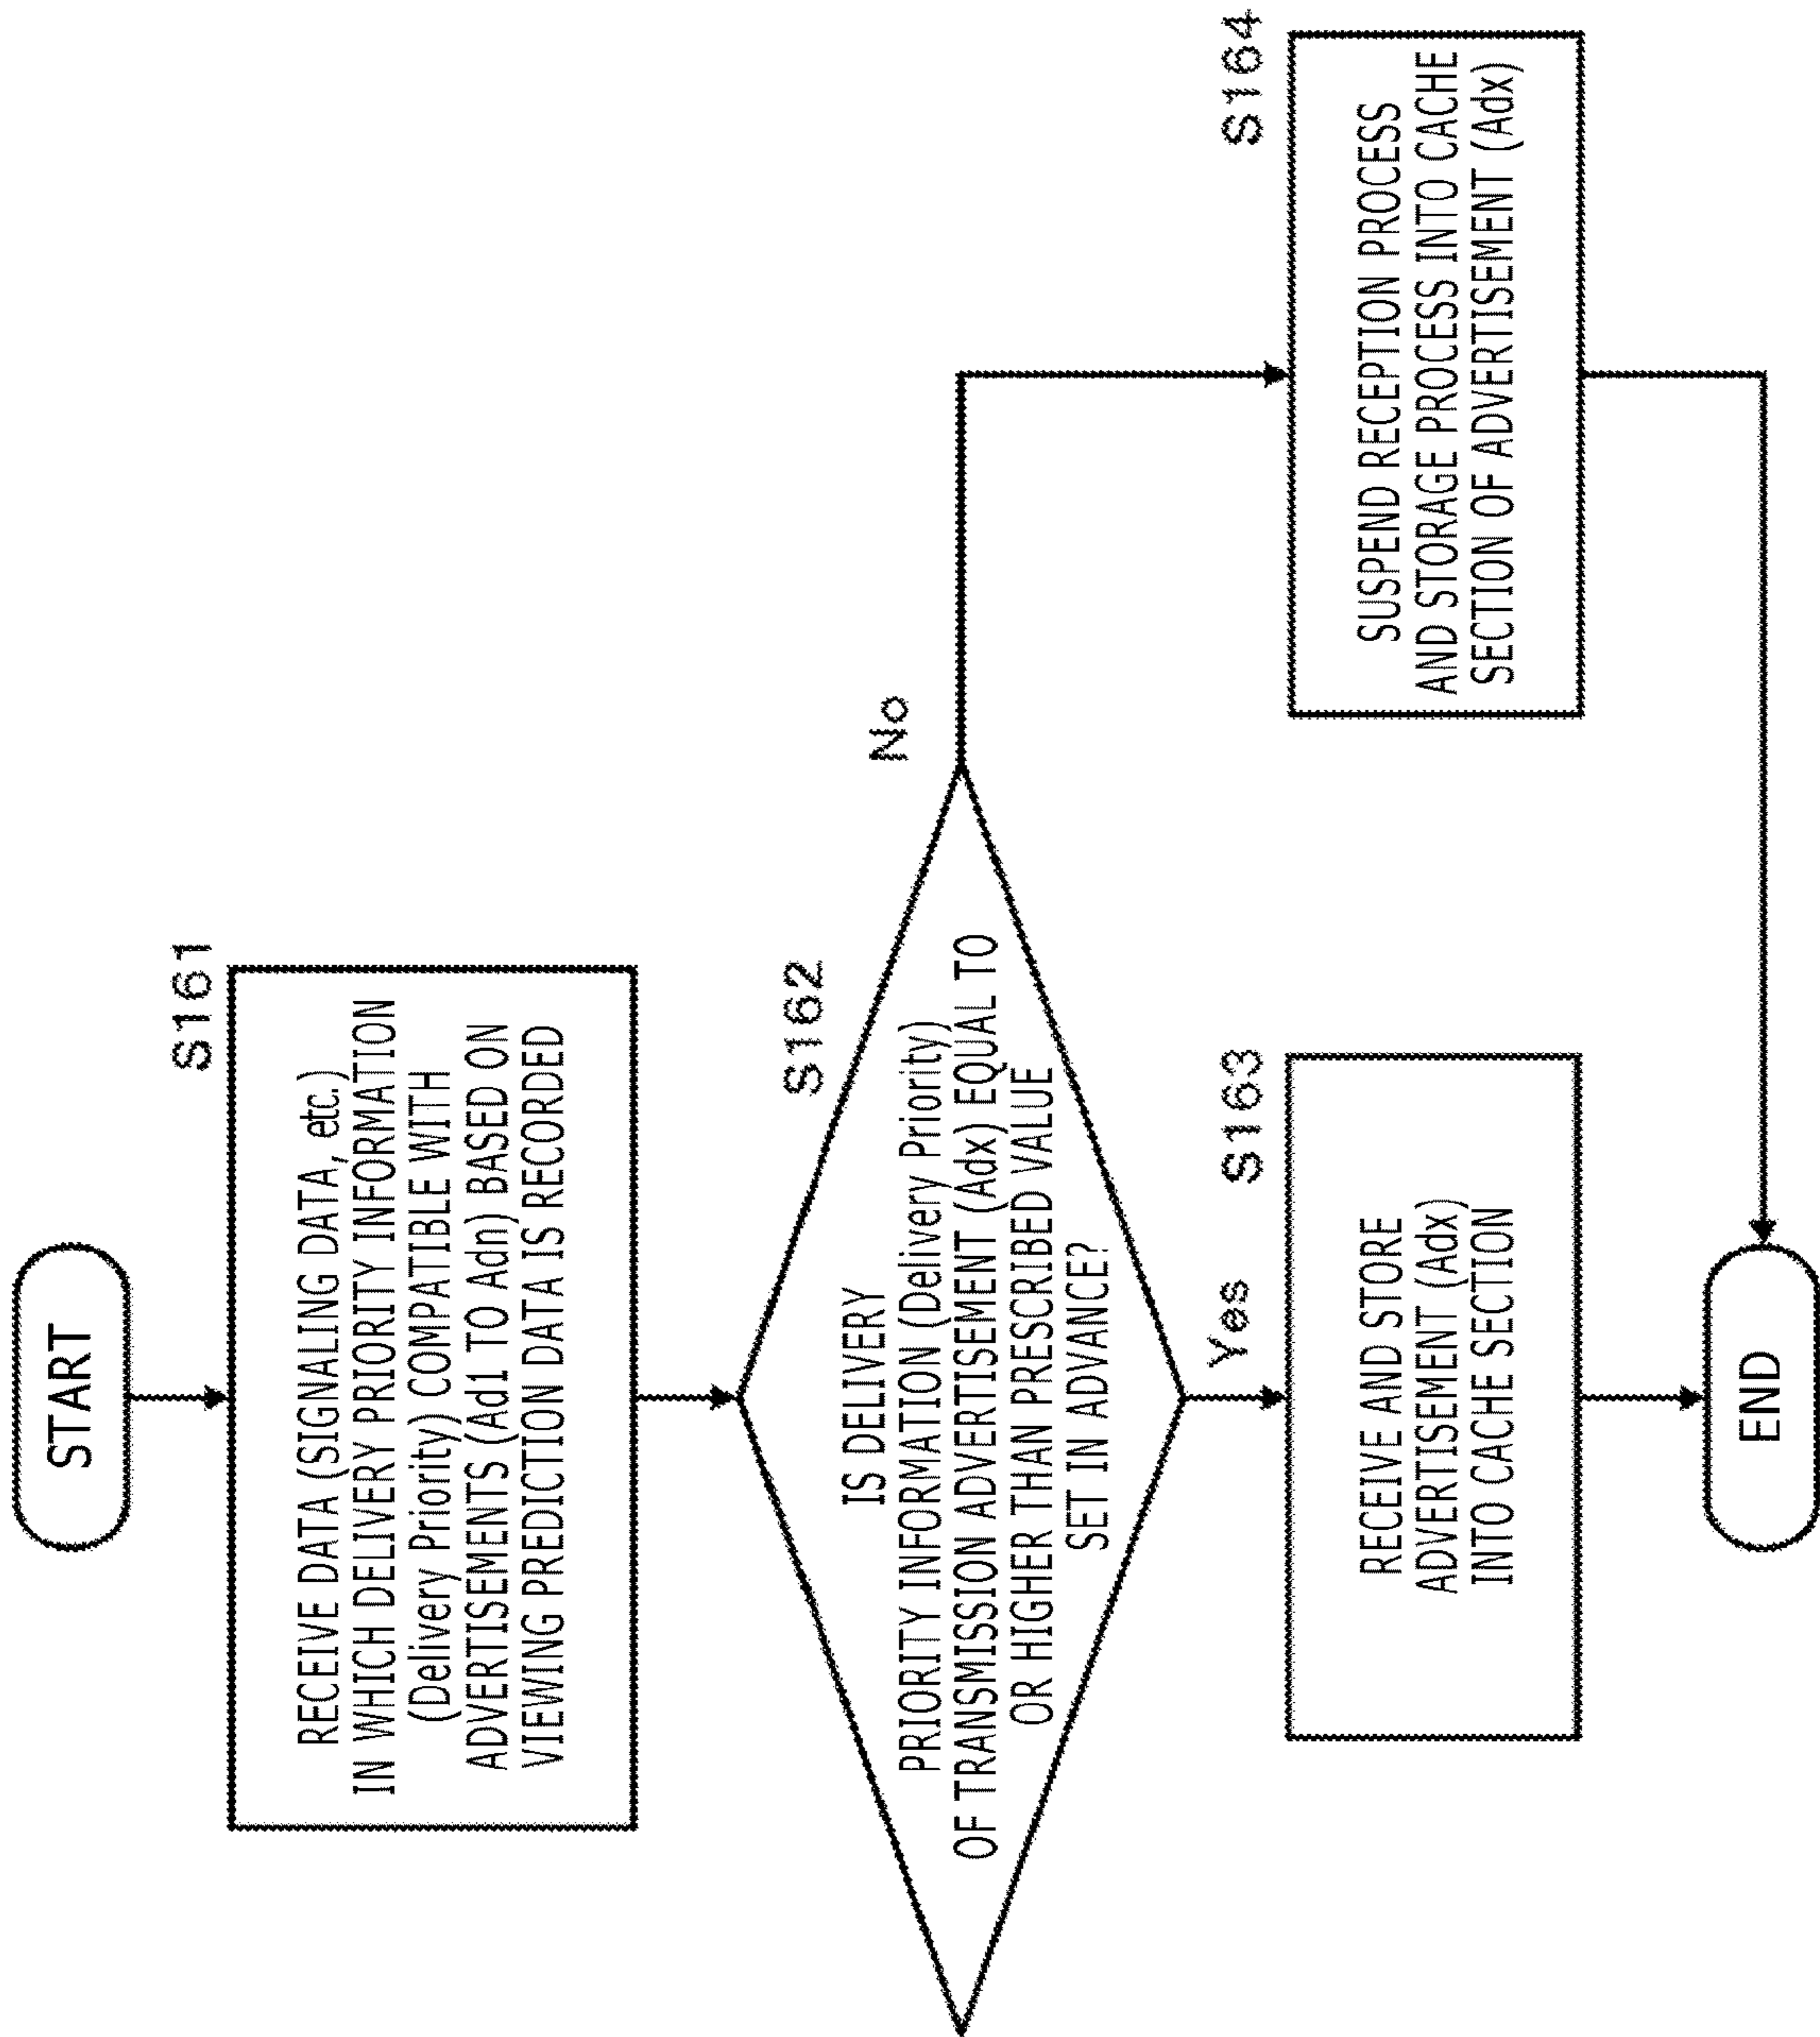 START
S161
RECEIVE DATA (SIGNALING DATA, etc.)
IN WHICH DELIVERY PRIORITY INFORMATION
(Delivery Priority) COMPATIBLE WITH
ADVERTISEMENTS (Ad1 TO Adn) BASED ON
VIEWING PREDICTION DATA IS RECORDED
S162
IS DELIVERY
PRIORITY INFORMATION (Delivery Priority)
OF TRANSMISSION ADVERTISEMENT (Adx) EQUAL TO
OR HIGHER THAN PRESCRIBED VALUE
SET IN ADVANCE?
No
Yes
S163
RECEIVE AND STORE
ADVERTISEMENT (Adx)
INTO CACHE SECTION
S164
SUSPEND RECEPTION PROCESS
AND STORAGE PROCESS INTO CACHE
SECTION OF ADVERTISEMENT (Adx)
END